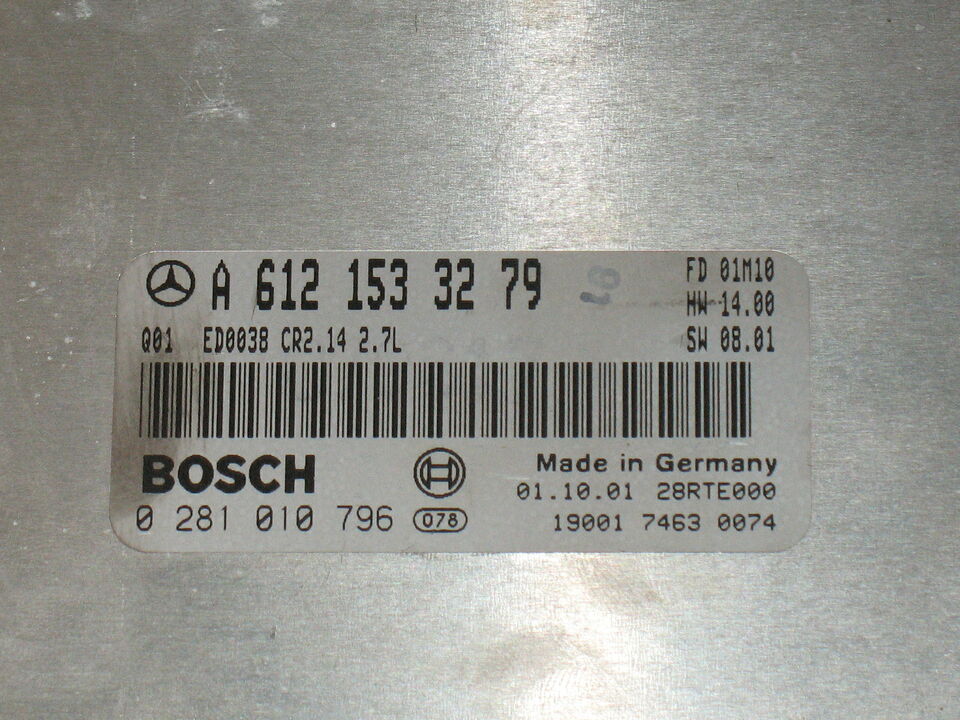 A 612 153 32 79
FD 01M10
HW 14.00
Q01 ED0038 CR2.14 2.7L
SW 08.01
BOSCH
Made in Germany
01.10.01 28RTE000
0 281 010 796 078
19001 7463 0074